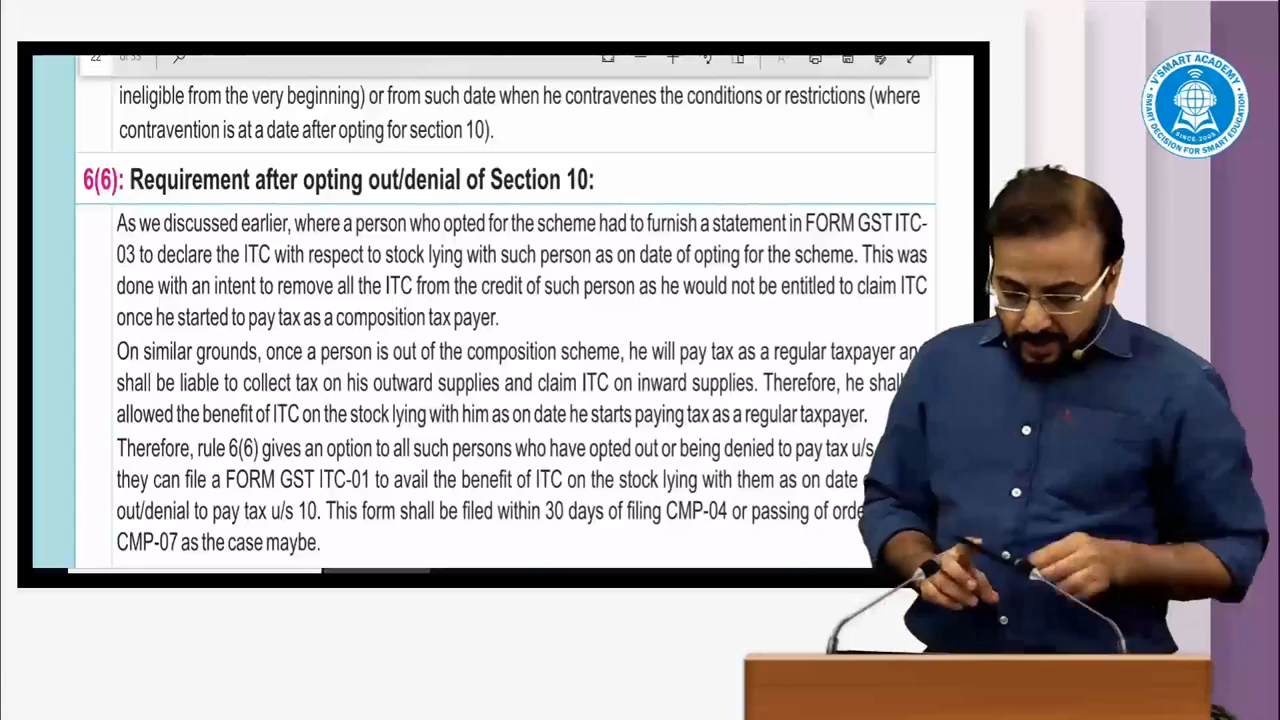 22 of 33
ineligible from the very beginning) or from such date when he contravenes the conditions or restrictions (where
contravention is at a date after opting for section 10).
6(6): Requirement after opting out/denial of Section 10:
As we discussed earlier, where a person who opted for the scheme had to furnish a statement in FORM GST ITC-
03 to declare the ITC with respect to stock lying with such person as on date of opting for the scheme. This was
done with an intent to remove all the ITC from the credit of such person as he would not be entitled to claim ITC
once he started to pay tax as a composition tax payer.
On similar grounds, once a person is out of the composition scheme, he will pay tax as a regular taxpayer an
shall be liable to collect tax on his outward supplies and claim ITC on inward supplies. Therefore, he shal
allowed the benefit of ITC on the stock lying with him as on date he starts paying tax as a regular taxpayer.
Therefore, rule 6(6) gives an option to all such persons who have opted out or being denied to pay tax u/s
they can file a FORM GST ITC-01 to avail the benefit of ITC on the stock lying with them as on date
out/denial to pay tax u/s 10. This form shall be filed within 30 days of filing CMP-04 or passing of orde
CMP-07 as the case maybe.
V'SMART ACADEMY
SINCE-2005
SMART DECISION FOR SMART EDUCATION